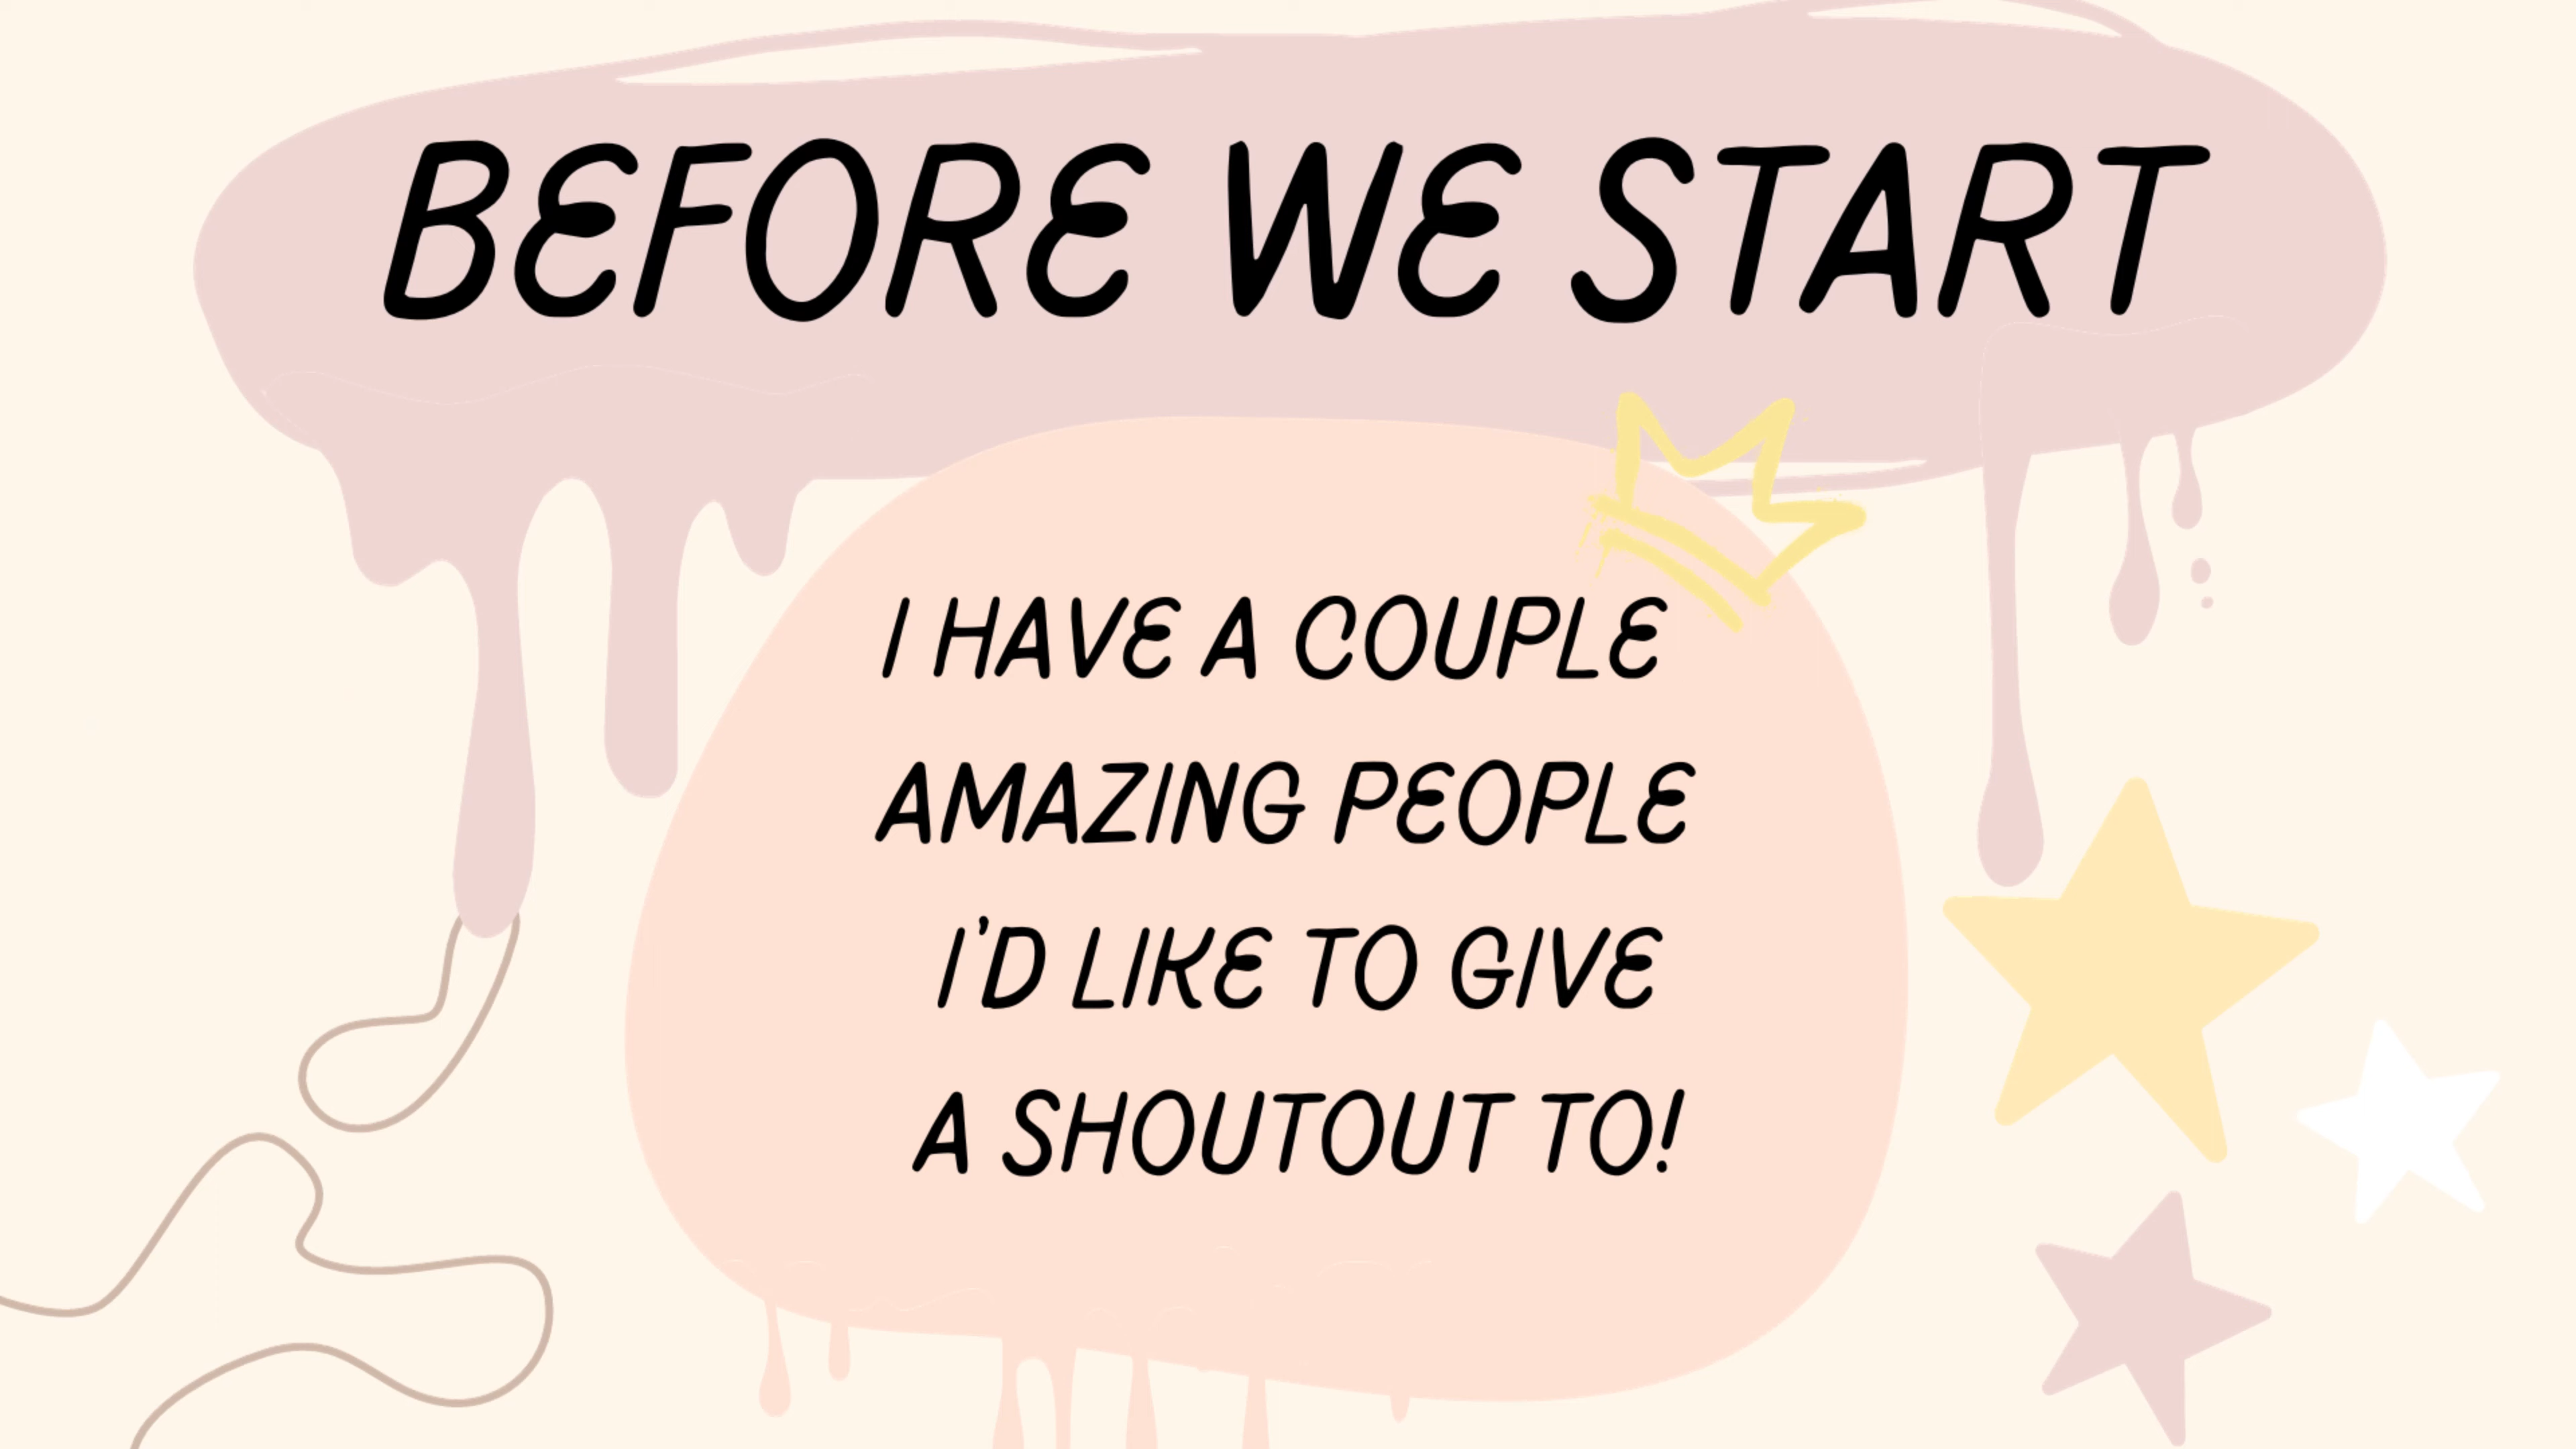 BEFORE WE START
I HAVE A COUPLE
AMAZING PEOPLE
I'D LIKE TO GIVE
A SHOUTOUT TO!